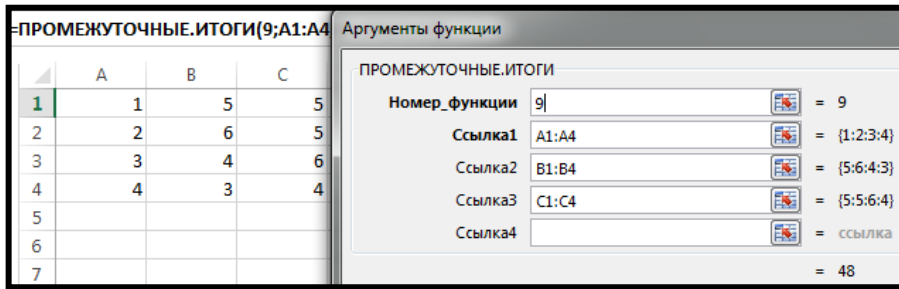 =ПРОМЕЖУТОЧНЫЕ.ИТОГИ(9;A1:A4
Аргументы функции
ПРОМЕЖУТОЧНЫЕ.ИТОГИ
A B C
1 1 5 5
2 2 6 5
3 3 4 6
4 4 3 4
5
6
7
Номер_функции 9 = 9
Ссылка1 A1:A4 = {1:2:3:4}
Ссылка2 B1:B4 = {5:6:4:3}
Ссылка3 C1:C4 = {5:5:6:4}
Ссылка4 = ссылка
= 48